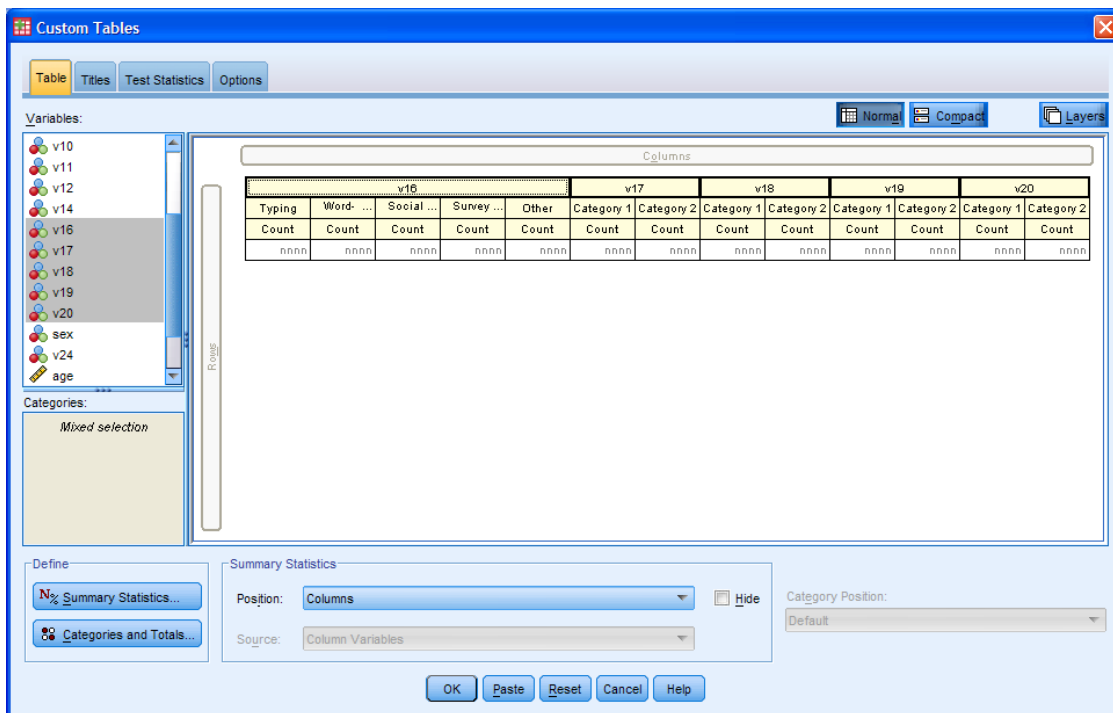 Custom Tables
Table Titles Test Statistics Options
Variables:
Normal Compact Layers
v10
v11
v12
v14
v16
v17
v18
v19
v20
sex
v24
age
Categories:
Mixed selection
Columns
Rows
v16 v17 v18 v19 v20
Typing Word- ... Social ... Survey ... Other Category 1 Category 2 Category 1 Category 2 Category 1 Category 2 Category 1 Category 2
Count Count Count Count Count Count Count Count Count Count Count Count Count
nnnn nnnn nnnn nnnn nnnn nnnn nnnn nnnn nnnn nnnn nnnn nnnn nnnn
Define
N% Summary Statistics...
Categories and Totals...
Summary Statistics
Position: Columns Hide
Source: Column Variables
Category Position:
Default
OK Paste Reset Cancel Help